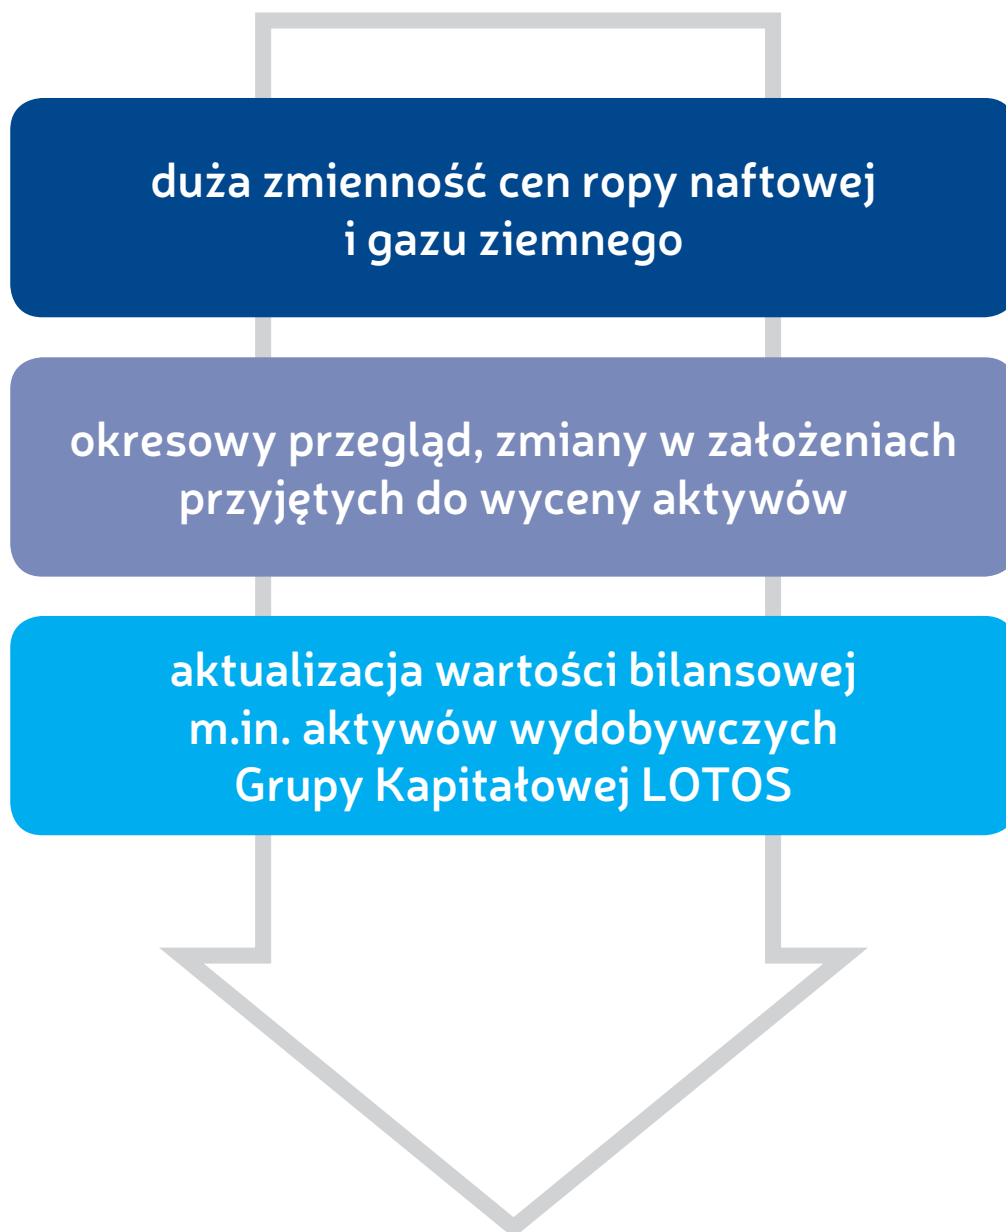 duża zmienność cen ropy naftowej
i gazu ziemnego
okresowy przegląd, zmiany w założeniach
przyjętych do wyceny aktywów
aktualizacja wartości bilansowej
m.in. aktywów wydobywczych
Grupy Kapitałowej LOTOS